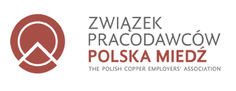 ZWIĄZEK
PRACODAWCÓW
POLSKA MIEDŹ
THE POLISH COPPER EMPLOYERS' ASSOCIATION